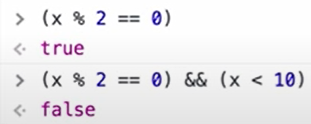 > (x % 2 == 0)
<· true
> (x % 2 == 0) && (x < 10)
<· false